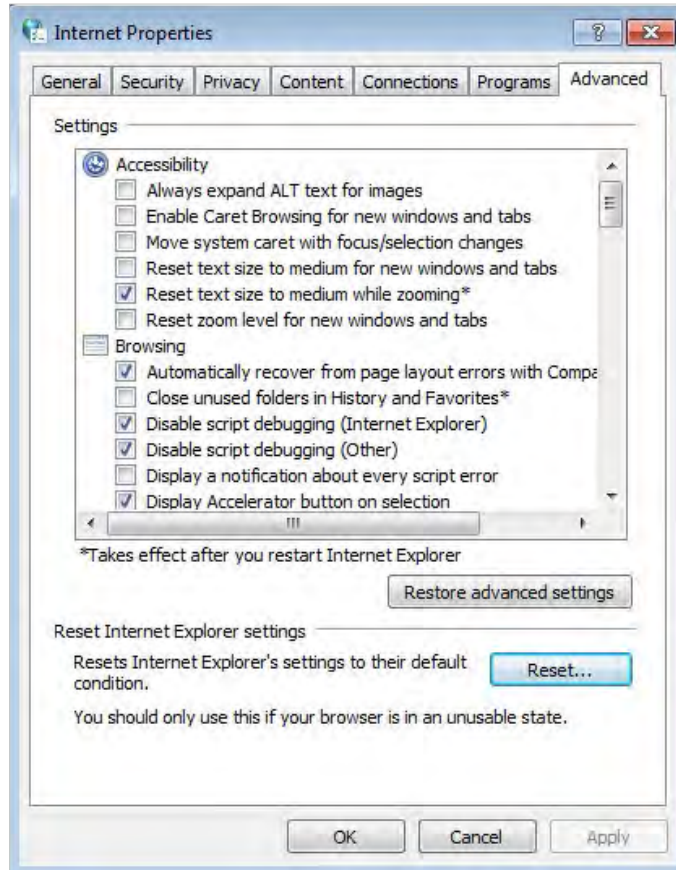 Internet Properties
General Security Privacy Content Connections Programs Advanced
Settings
Accessibility
Always expand ALT text for images
Enable Caret Browsing for new windows and tabs
Move system caret with focus/selection changes
Reset text size to medium for new windows and tabs
Reset text size to medium while zooming*
Reset zoom level for new windows and tabs
Browsing
Automatically recover from page layout errors with Compa
Close unused folders in History and Favorites*
Disable script debugging (Internet Explorer)
Disable script debugging (Other)
Display a notification about every script error
Display Accelerator button on selection
*Takes effect after you restart Internet Explorer
Restore advanced settings
Reset Internet Explorer settings
Resets Internet Explorer's settings to their default
condition.
Reset...
You should only use this if your browser is in an unusable state.
OK Cancel Apply